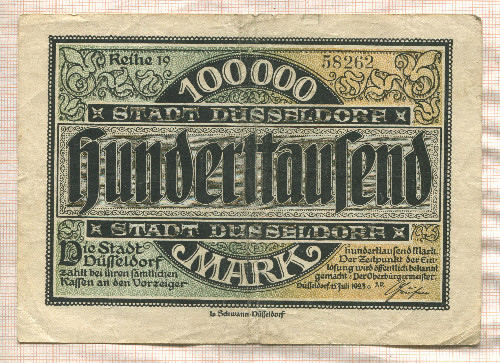 Reihe 19
58262
100000
STADT DÜSSELDORF
Hunderttausend
STADT DÜSSELDORF
MARK
Die Stadt
Düsseldorf
zahlt bei ihren sämtlichen
Kassen an den Vorzeiger
hunderttausend Mark.
Der Zeitpunkt der Ein-
lösung wird öffentlich bekannt
gemacht. Der Oberbürgermeister.
Düsseldorf, 15 Juli 1923
Schwann-Düsseldorf